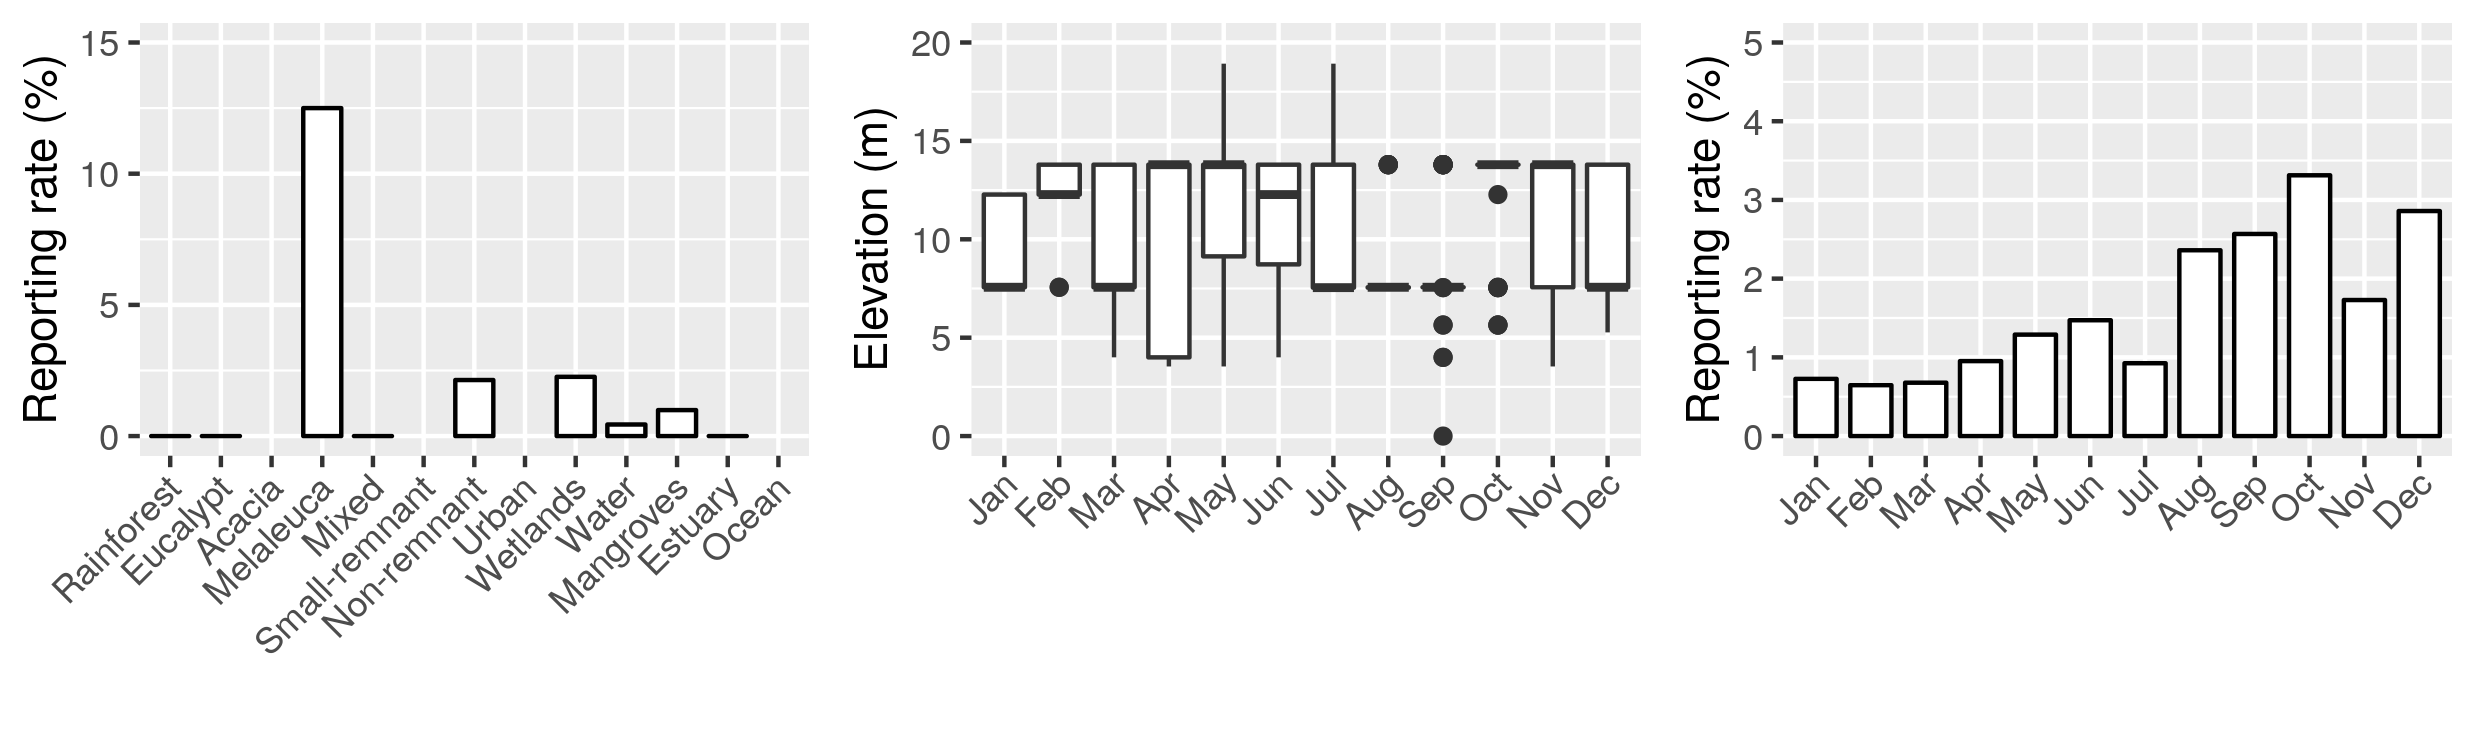 Reporting rate (%)
15
10
5
0
Rainforest
Eucalypt
Acacia
Melaleuca
Mixed
Small-remnant
Non-remnant
Urban
Wetlands
Water
Mangroves
Estuary
Ocean
Elevation (m)
20
15
10
5
0
Jan
Feb
Mar
Apr
May
Jun
Jul
Aug
Sep
Oct
Nov
Dec
Reporting rate (%)
5
4
3
2
1
0
Jan
Feb
Mar
Apr
May
Jun
Jul
Aug
Sep
Oct
Nov
Dec